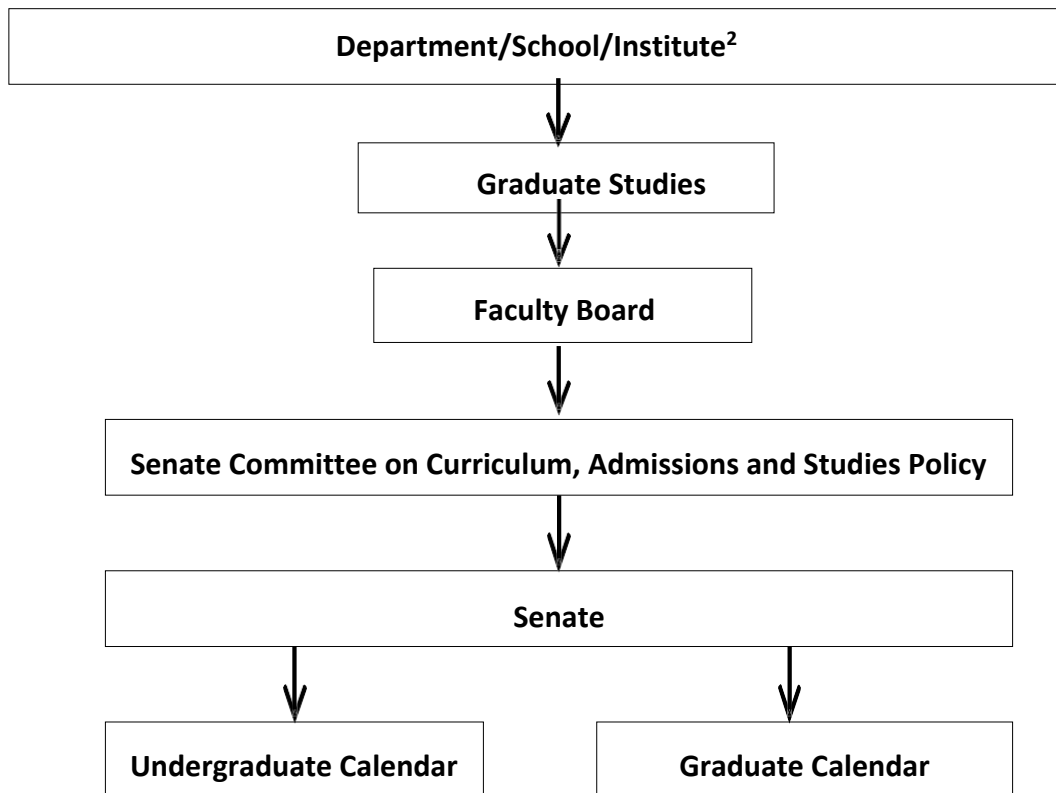 Department/School/Institute²
Graduate Studies
Faculty Board
Senate Committee on Curriculum, Admissions and Studies Policy
Senate
Undergraduate Calendar
Graduate Calendar